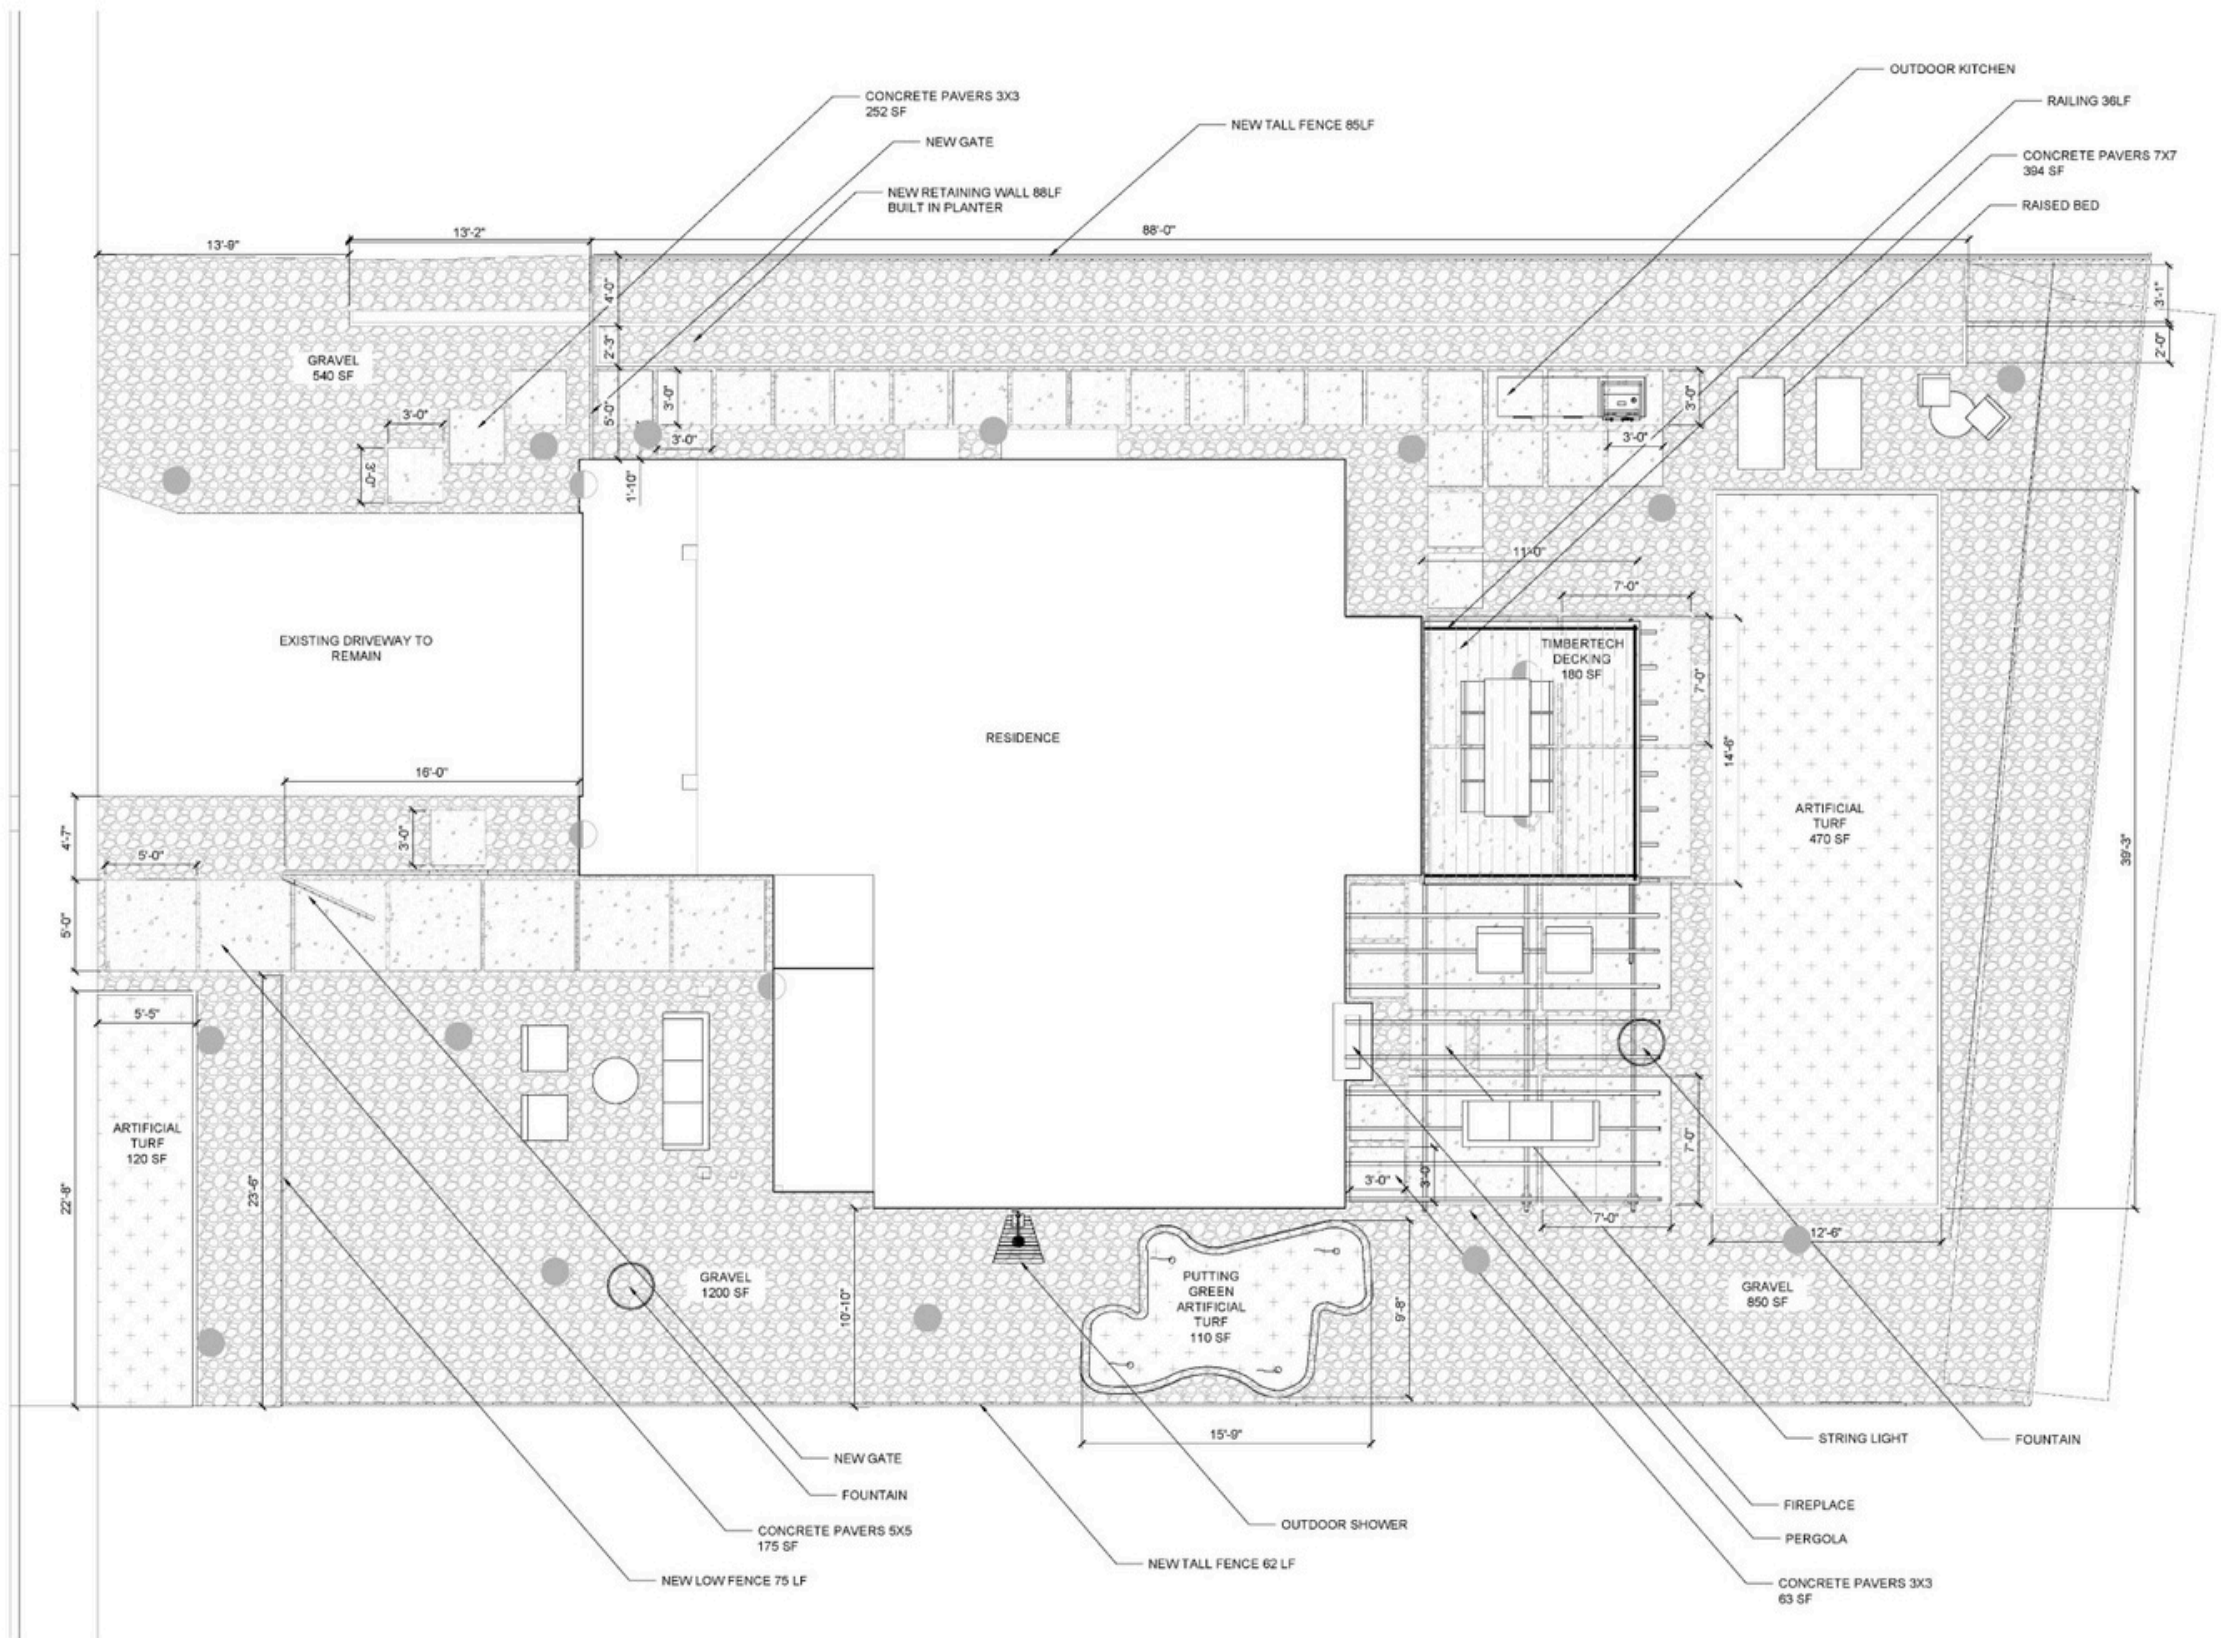 OUTDOOR KITCHEN
CONCRETE PAVERS 3X3
252 SF
RAILING 36LF
NEW TALL FENCE 85LF
NEW GATE
CONCRETE PAVERS 7X7
394 SF
NEW RETAINING WALL 88LF
BUILT IN PLANTER
RAISED BED
13'-9"
13'-2"
88'-0"
4'-0"
3'-1"
2'-3"
2'-0"
GRAVEL
540 SF
3'-0"
5'-0"
3'-0"
3'-0"
3'-0"
3'-0"
3'-0"
1'-10"
11'-0"
7'-0"
EXISTING DRIVEWAY TO
REMAIN
TIMBERTECH
DECKING
180 SF
7'-0"
14'-6"
RESIDENCE
16'-0"
ARTIFICIAL
TURF
470 SF
39'-3"
4'-7"
3'-0"
5'-0"
5'-0"
5'-5"
ARTIFICIAL
TURF
120 SF
22'-8"
23'-6"
7'-0"
3'-0"
3'-0
7'-0"
12'-6"
GRAVEL
1200 SF
10'-10"
PUTTING
GREEN
ARTIFICIAL
TURF
110 SF
9'-8"
GRAVEL
850 SF
15'-9"
STRING LIGHT
FOUNTAIN
NEW GATE
FOUNTAIN
FIREPLACE
CONCRETE PAVERS 5X5
175 SF
OUTDOOR SHOWER
PERGOLA
NEW TALL FENCE 62 LF
NEW LOW FENCE 75 LF
CONCRETE PAVERS 3X3
63 SF